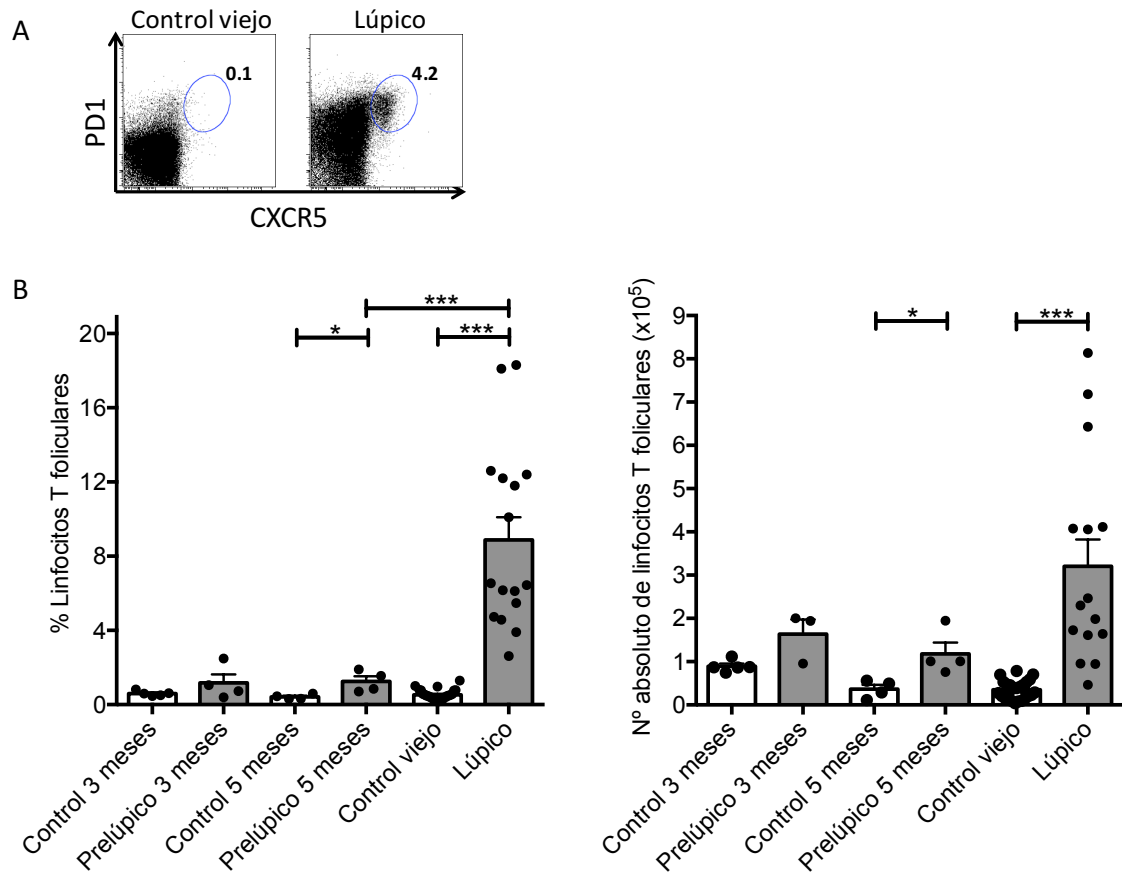 A
Control viejo
Lúpico
0.1
4.2
PD1
CXCR5
B
% Linfocitos T foliculares
20
16
12
8
4
0
***
*
***
Control 3 meses
Prelúpico 3 meses
Control 5 meses
Prelúpico 5 meses
Control viejo
Lúpico
Nº absoluto de linfocitos T foliculares (x10⁵)
9
8
7
6
5
4
3
2
1
0
*
***
Control 3 meses
Prelúpico 3 meses
Control 5 meses
Prelúpico 5 meses
Control viejo
Lúpico